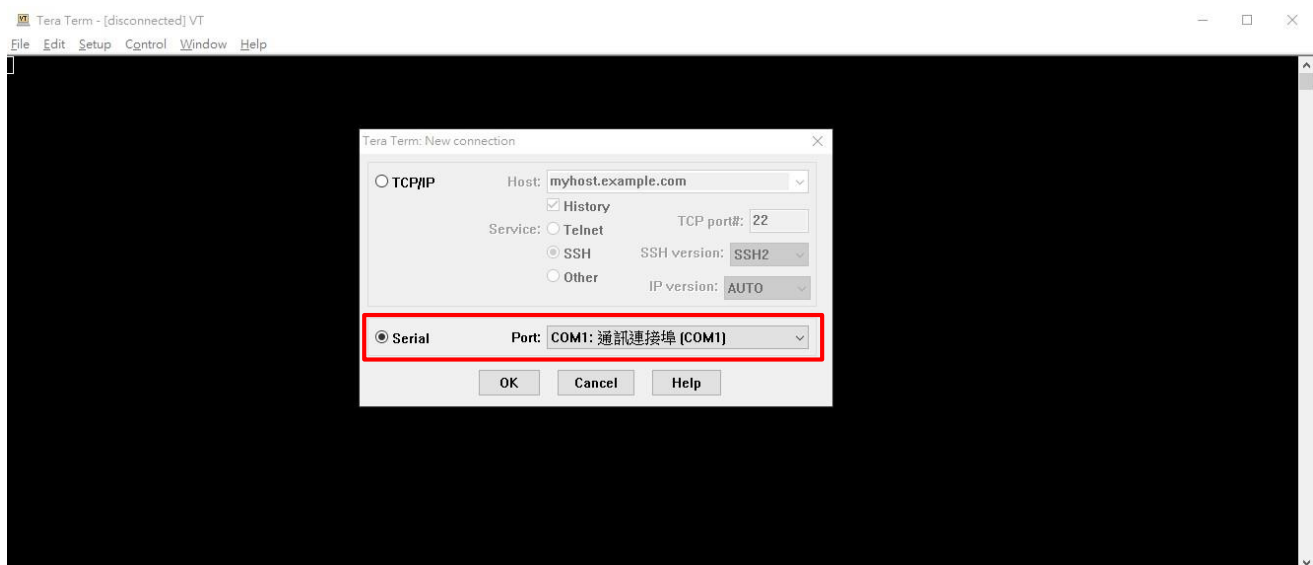 Tera Term - [disconnected] VT
File Edit Setup Control Window Help
Tera Term: New connection
TCP/IP Host: myhost.example.com
History
Service: Telnet TCP port#: 22
SSH SSH version: SSH2
Other IP version: AUTO
Serial Port: COM1: 通訊連接埠 (COM1)
OK Cancel Help